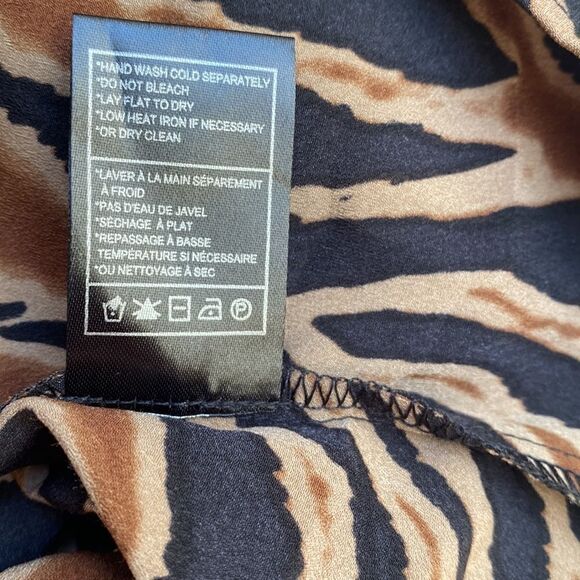 *HAND WASH COLD SEPARATELY
*DO NOT BLEACH
*LAY FLAT TO DRY
*LOW HEAT IRON IF NECESSARY
*OR DRY CLEAN
*LAVER À LA MAIN SÉPAREMENT
À FROID
*PAS D'EAU DE JAVEL
*SÉCHAGE À PLAT
*REPASSAGE À BASSE
TEMPÉRATURE SI NÉCESSAIRE
*OU NETTOYAGE À SEC
P